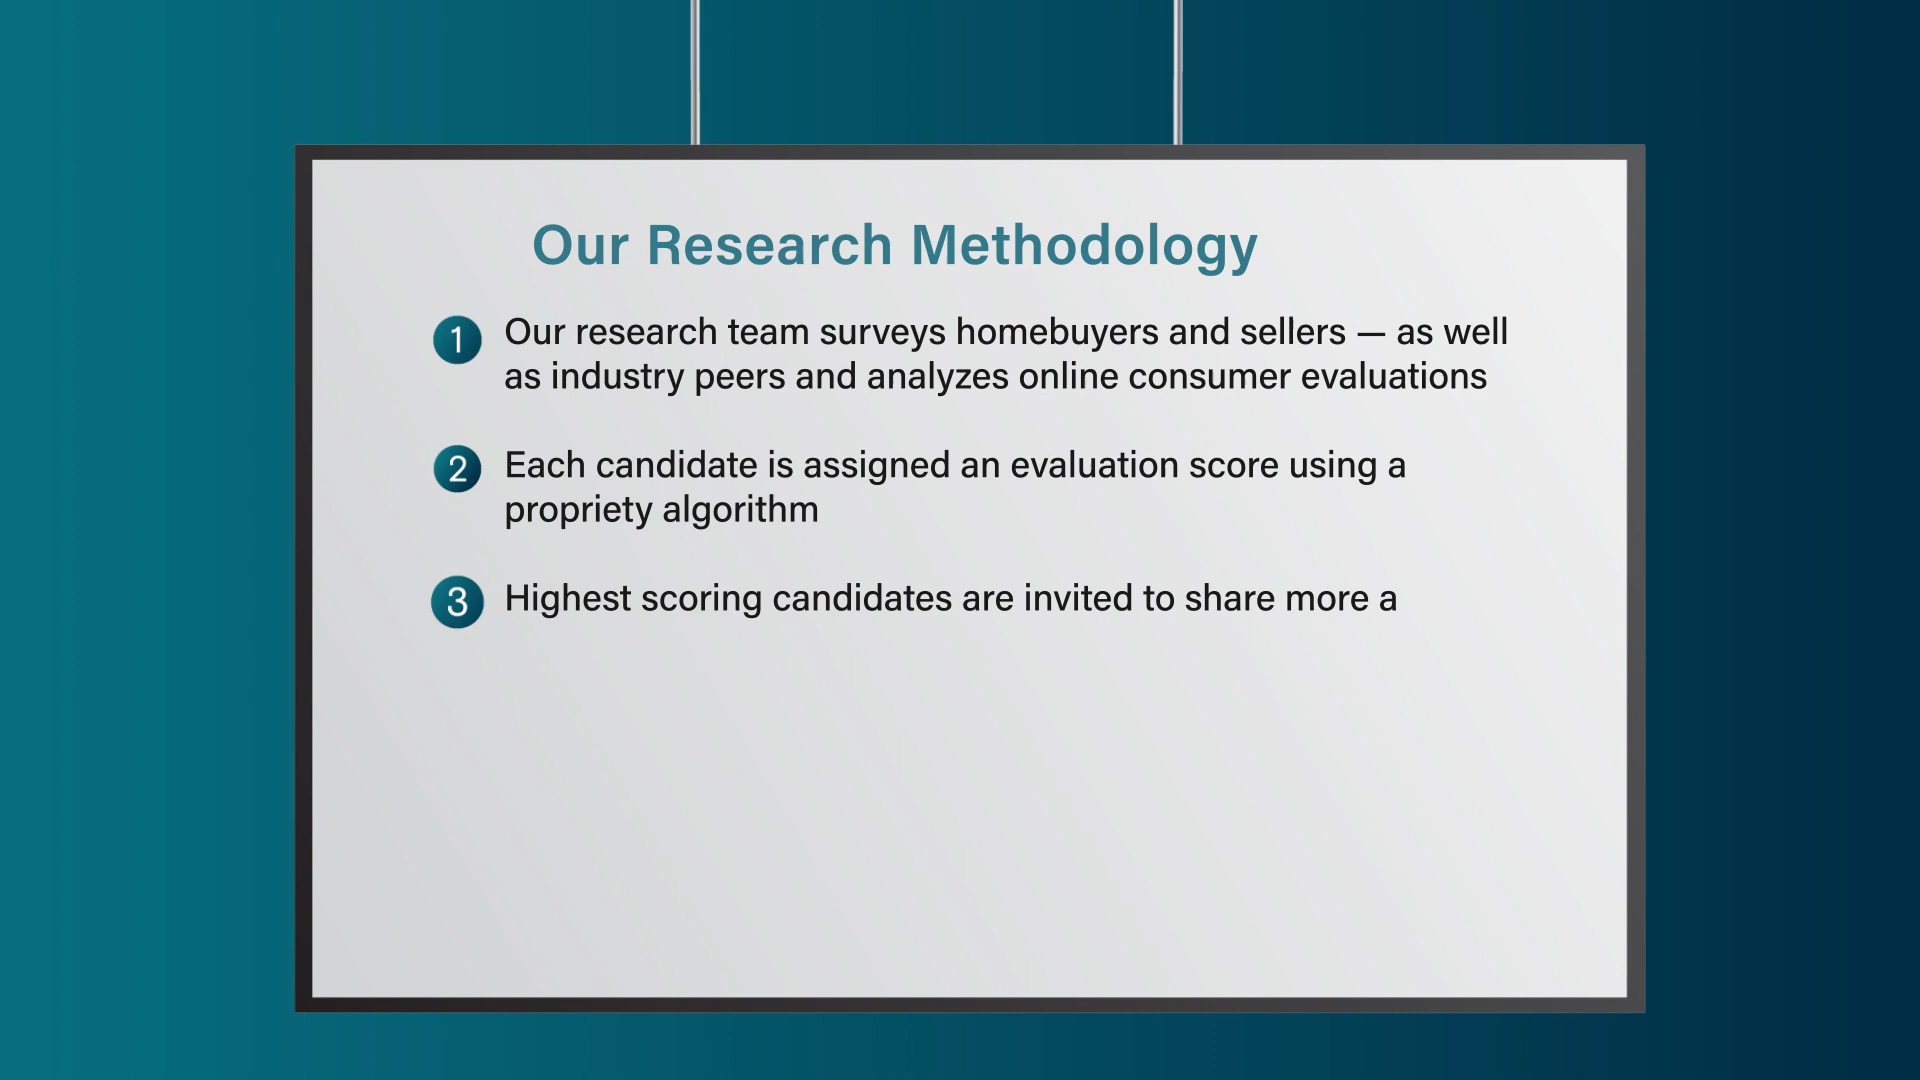 Our Research Methodology
1 Our research team surveys homebuyers and sellers — as well
as industry peers and analyzes online consumer evaluations
2 Each candidate is assigned an evaluation score using a
propriety algorithm
3 Highest scoring candidates are invited to share more a